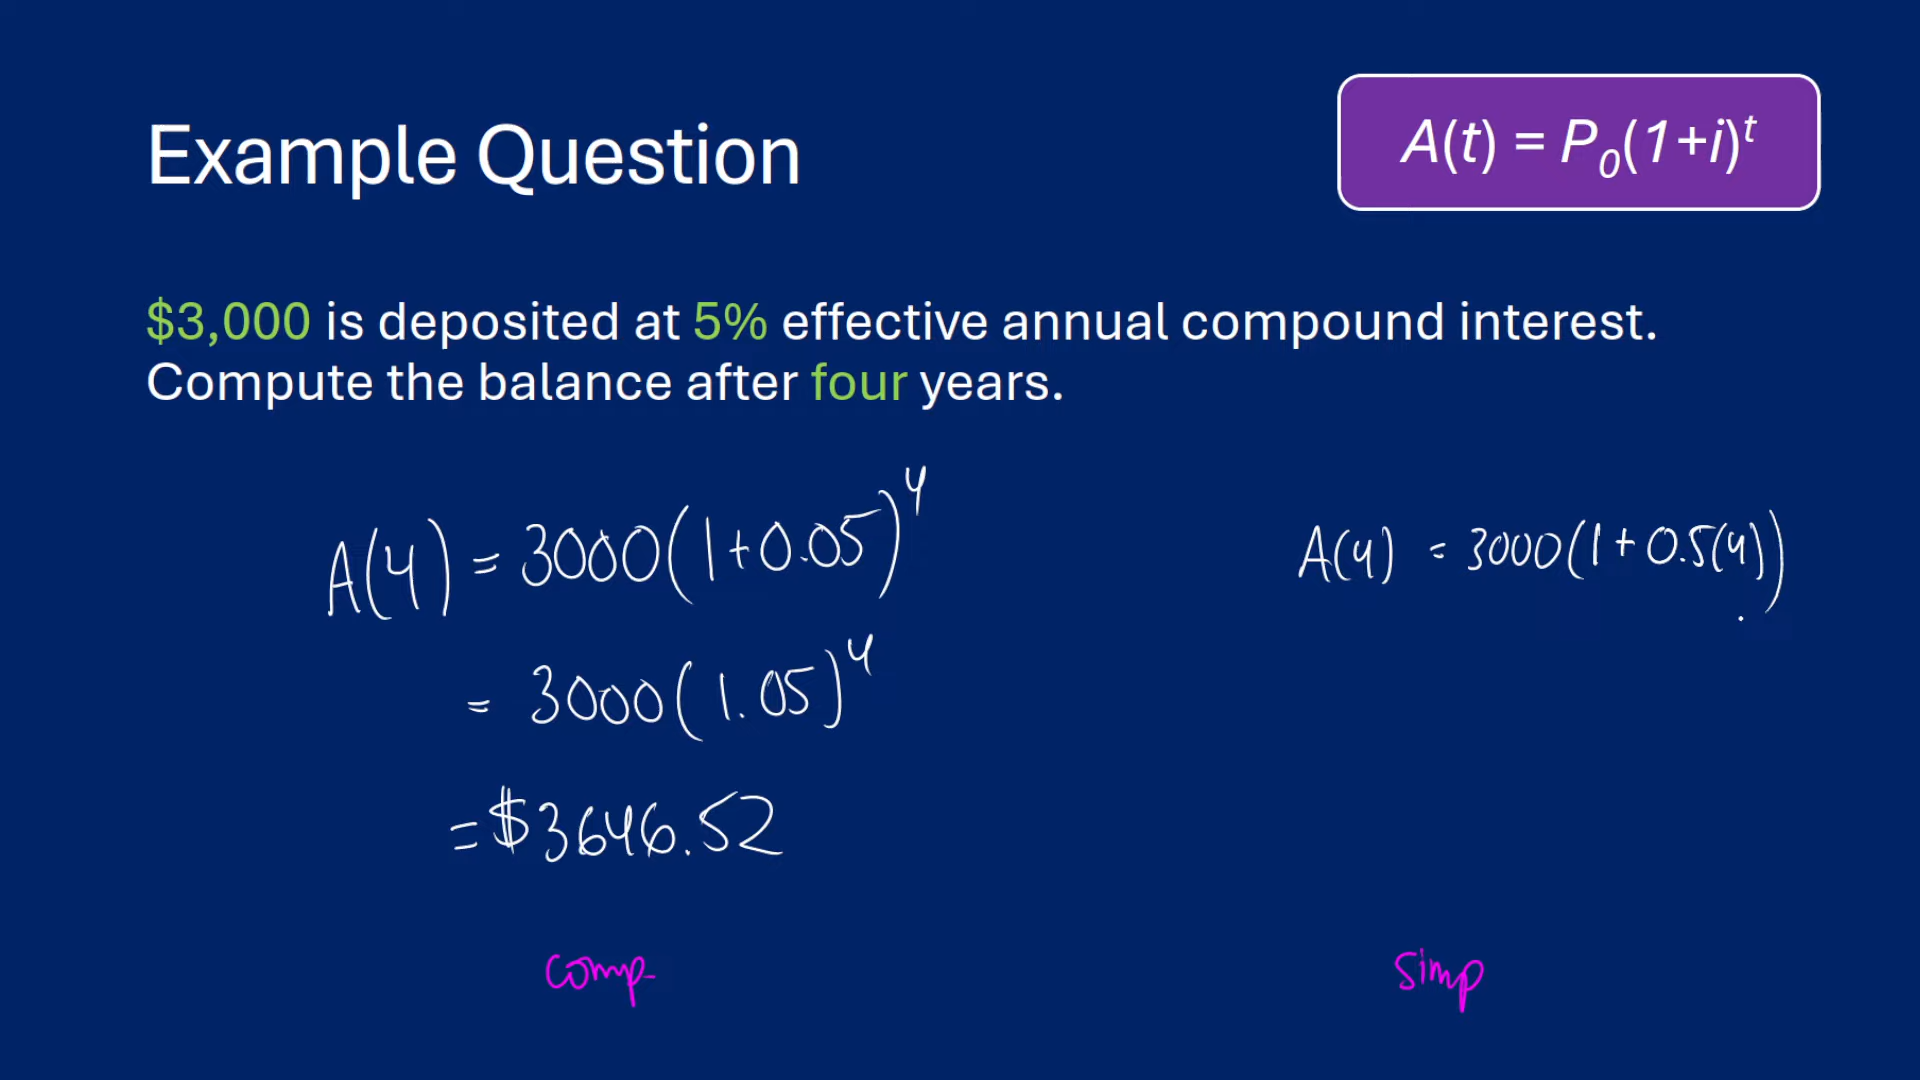 Example Question
A(t) = P₀(1+i)ᵗ
$3,000 is deposited at 5% effective annual compound interest.
Compute the balance after four years.
A(4) = 3000(1+0.05)⁴
= 3000(1.05)⁴
= $3646.52
comp
A(4) = 3000(1+0.5(4))
simp